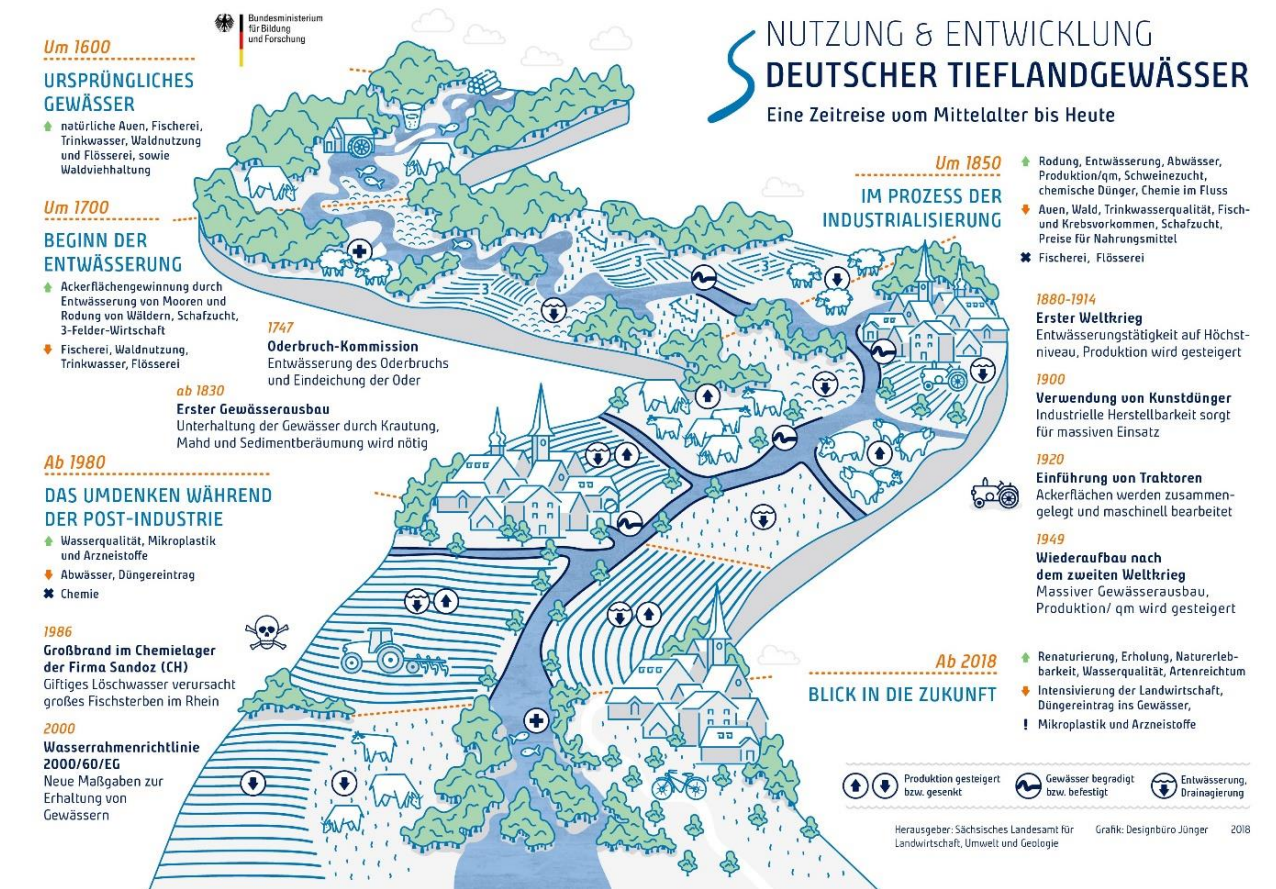 Bundesministerium
für Bildung
und Forschung
NUTZUNG & ENTWICKLUNG
DEUTSCHER TIEFLANDGEWÄSSER
Eine Zeitreise vom Mittelalter bis Heute
Um 1600
URSPRÜNGLICHES
GEWÄSSER
natürliche Auen, Fischerei,
Trinkwasser, Waldnutzung
und Flösserei, sowie
Waldviehhaltung
Um 1700
BEGINN DER
ENTWÄSSERUNG
Ackerflächengewinnung durch
Entwässerung von Mooren und
Rodung von Wäldern, Schafzucht,
3-Felder-Wirtschaft
Fischerei, Waldnutzung,
Trinkwasser, Flösserei
1747
Oderbruch-Kommission
Entwässerung des Oderbruchs
und Eindeichung der Oder
ab 1830
Erster Gewässerausbau
Unterhaltung der Gewässer durch Krautung,
Mahd und Sedimentberäumung wird nötig
3
3
3
Um 1850
IM PROZESS DER
INDUSTRIALISIERUNG
Rodung, Entwässerung, Abwässer,
Produktion/qm, Schweinezucht,
chemische Dünger, Chemie im Fluss
Auen, Wald, Trinkwasserqualität, Fisch-
und Krebsvorkommen, Schafzucht,
Preise für Nahrungsmittel
Fischerei, Flösserei
1880-1914
Erster Weltkrieg
Entwässerungstätigkeit auf Höchst-
niveau, Produktion wird gesteigert
1900
Verwendung von Kunstdünger
Industrielle Herstellbarkeit sorgt
für massiven Einsatz
1920
Einführung von Traktoren
Ackerflächen werden zusammen-
gelegt und maschinell bearbeitet
1949
Wiederaufbau nach
dem zweiten Weltkrieg
Massiver Gewässerausbau,
Produktion/ qm wird gesteigert
Ab 1980
DAS UMDENKEN WÄHREND
DER POST-INDUSTRIE
Wasserqualität, Mikroplastik
und Arzneistoffe
Abwässer, Düngereintrag
Chemie
1986
Großbrand im Chemielager
der Firma Sandoz (CH)
Giftiges Löschwasser verursacht
großes Fischsterben im Rhein
2000
Wasserrahmenrichtlinie
2000/60/EG
Neue Maßgaben zur
Erhaltung von
Gewässern
Ab 2018
BLICK IN DIE ZUKUNFT
Renaturierung, Erholung, Naturerleb-
barkeit, Wasserqualität, Artenreichtum
Intensivierung der Landwirtschaft,
Düngereintrag ins Gewässer,
! Mikroplastik und Arzneistoffe
Produktion gesteigert
bzw. gesenkt
Gewässer begradigt
bzw. befestigt
Entwässerung,
Drainagierung
Herausgeber: Sächsisches Landesamt für
Landwirtschaft, Umwelt und Geologie
Grafik: Designbüro Jünger 2018